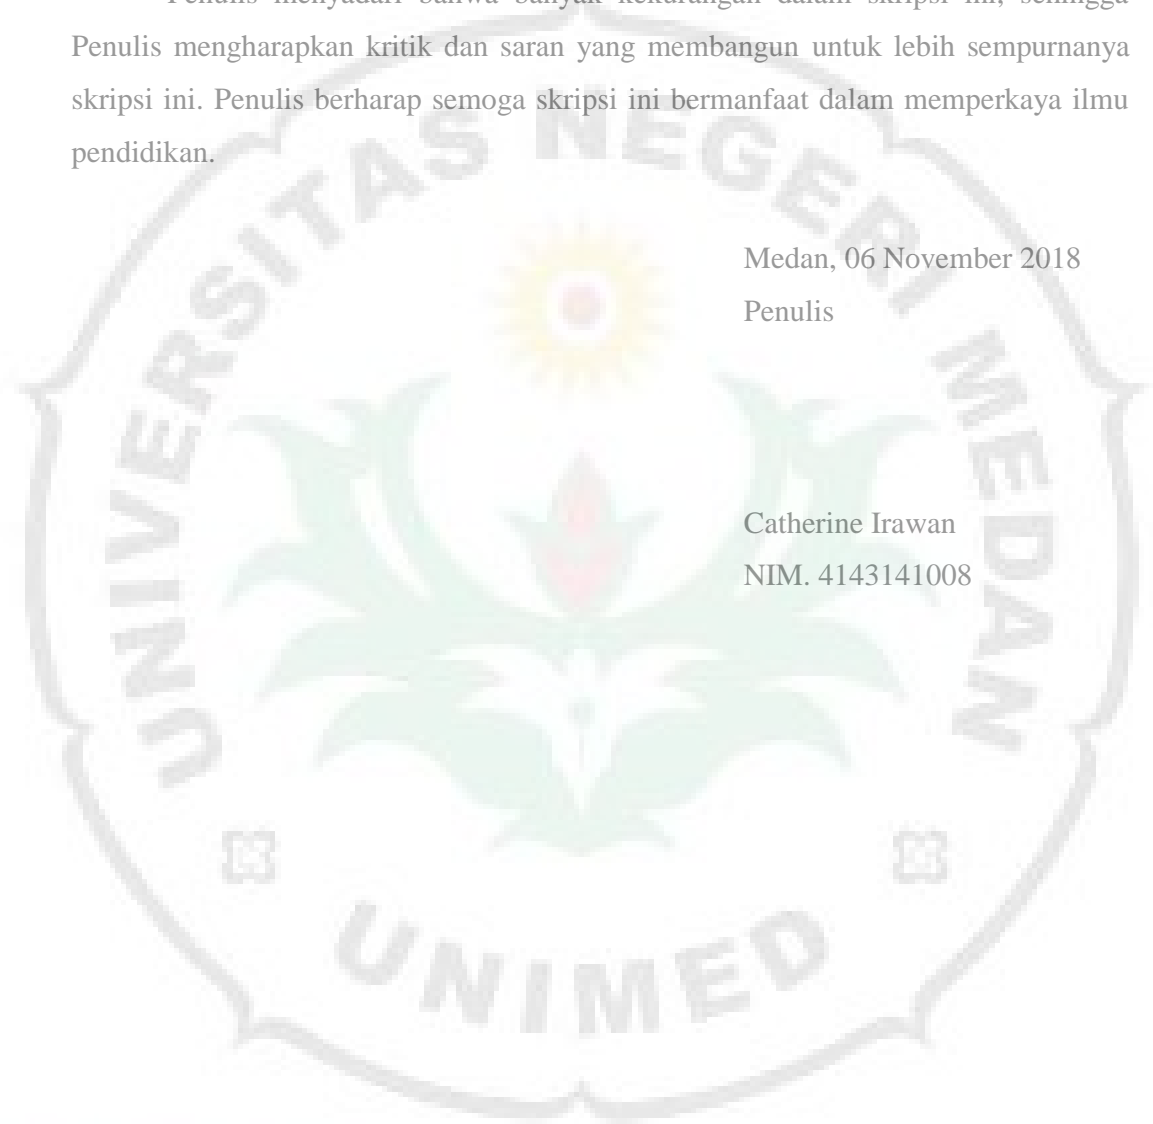 Penulis menyadari bahwa banyak kekurangan dalam skripsi ini, sehingga
Penulis mengharapkan kritik dan saran yang membangun untuk lebih sempurnanya
skripsi ini. Penulis berharap semoga skripsi ini bermanfaat dalam memperkaya ilmu
pendidikan.
Medan, 06 November 2018
Penulis
Catherine Irawan
NIM. 4143141008
UNIVERSITAS NEGERI MEDAN
UNIMED